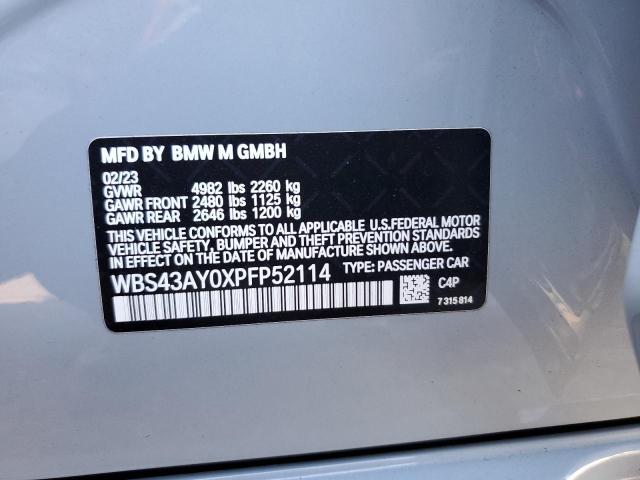 MFD BY BMW M GMBH
02/23
GVWR 4982 lbs 2260 kg
GAWR FRONT 2480 lbs 1125 kg
GAWR REAR 2646 lbs 1200 kg
THIS VEHICLE CONFORMS TO ALL APPLICABLE U.S.FEDERAL MOTOR
VEHICLE SAFETY, BUMPER AND THEFT PREVENTION STANDARDS
IN EFFECT ON THE DATE OF MANUFACTURE SHOWN ABOVE.
WBS43AY0XPFP52114 TYPE: PASSENGER CAR
C4P
7 315 814